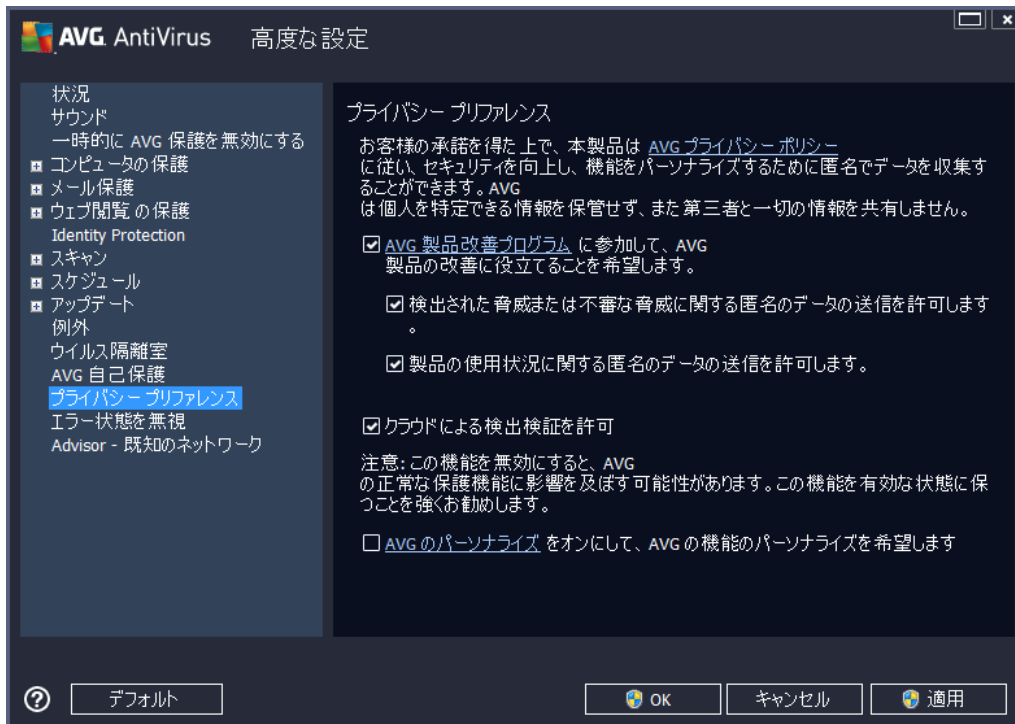 AVG AntiVirus 高度な設定
状況
サウンド
一時的に AVG 保護を無効にする
コンピュータの保護
メール保護
ウェブ閲覧 の保護
Identity Protection
スキャン
スケジュール
アップデート
例外
ウイルス隔離室
AVG 自己保護
プライバシー プリファレンス
エラー状態を無視
Advisor - 既知のネットワーク
プライバシー プリファレンス
お客様の承諾を得た上で、本製品は AVG プライバシー ポリシー
に従い、セキュリティを向上し、機能をパーソナライズするために匿名でデータを収集す
ることができます。AVG
は個人を特定できる情報を保管せず、また第三者と一切の情報を共有しません。
AVG 製品改善プログラム に参加して、AVG
製品の改善に役立てることを希望します。
検出された脅威または不審な脅威に関する匿名のデータの送信を許可します
。
製品の使用状況に関する匿名のデータの送信を許可します。
クラウドによる検出検証を許可
注意: この機能を無効にすると、AVG
の正常な保護機能に影響を及ぼす可能性があります。この機能を有効な状態に保
つことを強くお勧めします。
AVG のパーソナライズ をオンにして、AVG の機能のパーソナライズを希望します
? デフォルト OK キャンセル 適用